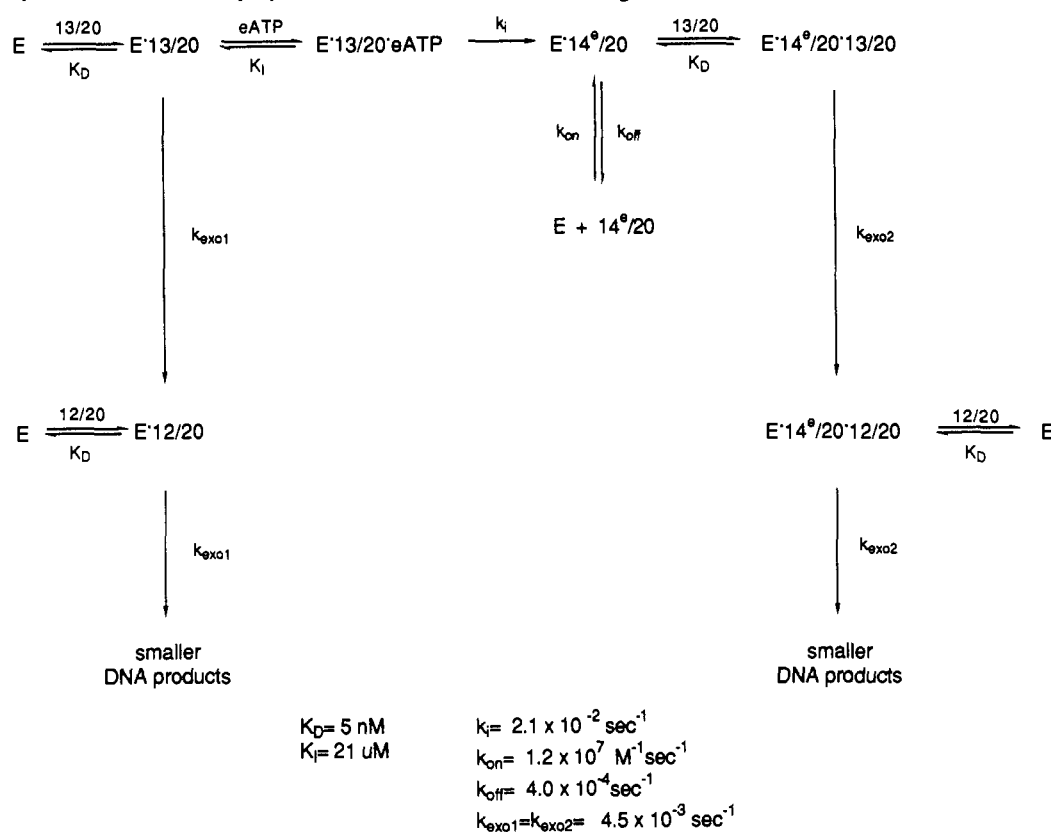 E 13/20 K_D E·13/20 eATP K_I E·13/20·eATP k_i E·14^e/20 13/20 K_D E·14^e/20·13/20
k_on k_off
E + 14^e/20
k_exo1 k_exo2
E 12/20 K_D E·12/20 E·14^e/20·12/20 12/20 K_D E
k_exo1 k_exo2
smaller smaller
DNA products DNA products
K_D= 5 nM k_i= 2.1 x 10^-2 sec^-1
K_I= 21 uM k_on= 1.2 x 10^7 M^-1sec^-1
k_off= 4.0 x 10^-4sec^-1
k_exo1=k_exo2= 4.5 x 10^-3 sec^-1